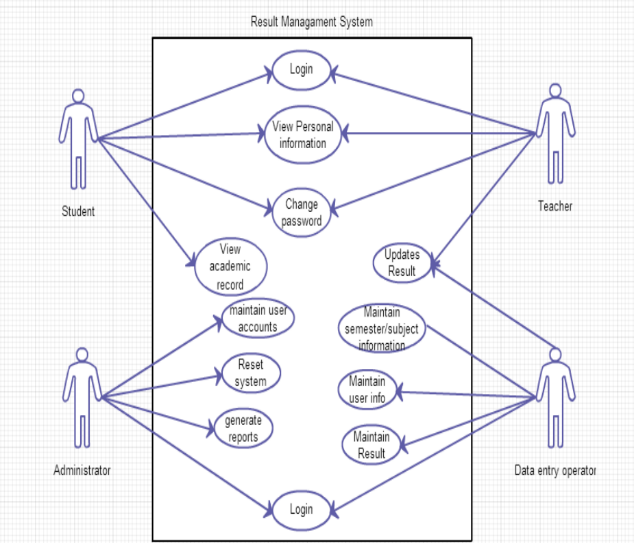 Result Managament System
Login
View Personal
information
Student
Teacher
Change
password
View
academic
record
Updates
Result
maintain user
accounts
Maintain
semester/subject
information
Reset
system
Maintain
user info
generate
reports
Maintain
Result
Administrator
Data entry operator
Login